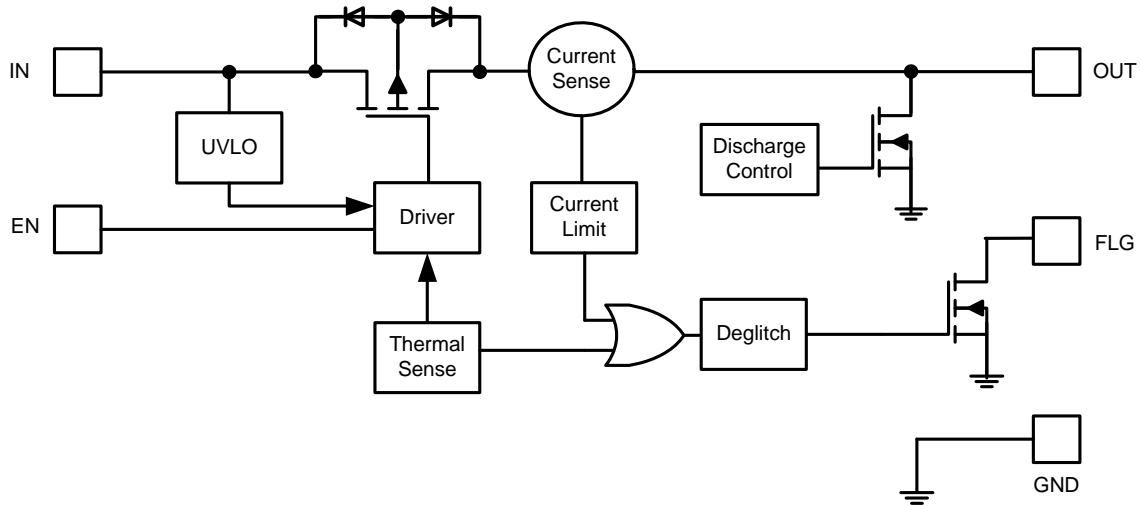 IN
Current
Sense
OUT
UVLO
Discharge
Control
EN
Driver
Current
Limit
FLG
Thermal
Sense
Deglitch
GND